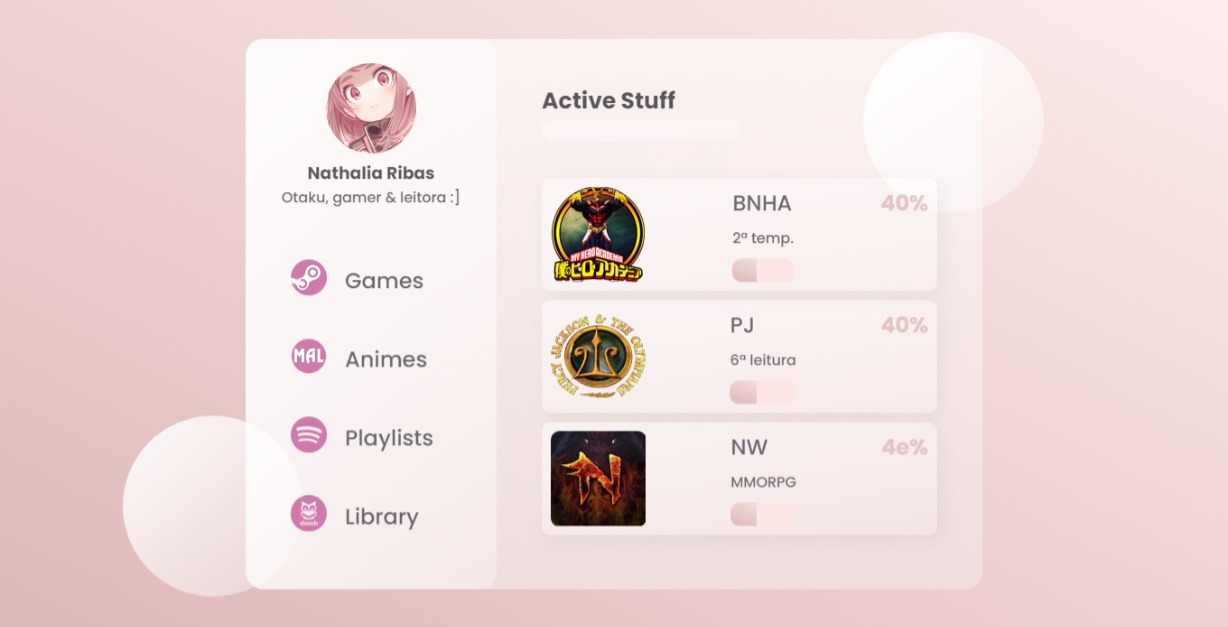 Nathalia Ribas
Otaku, gamer & leitora :]
Games
MAL
Animes
Playlists
skoob
Library
Active Stuff
MY HERO ACADEMIA
僕のヒーローアカデミア
BNHA
40%
2ª temp.
PERCY JACKSON & THE OLYMPIANS
PJ
40%
6ª leitura
N
NW
4e%
MMORPG